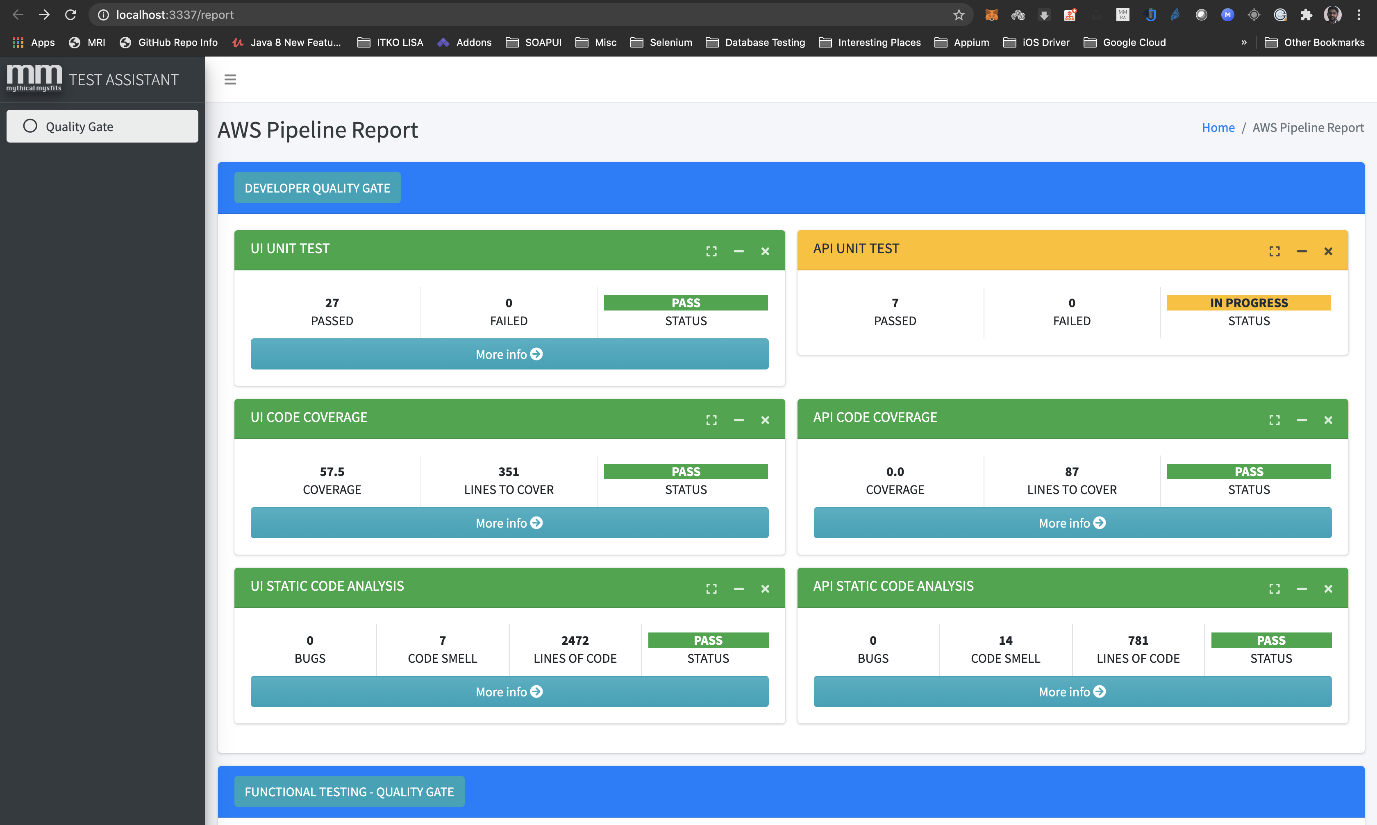 localhost:3337/report
Apps MRI GitHub Repo Info Java 8 New Featu... ITKO LISA Addons SOAPUI Misc Selenium Database Testing Interesting Places Appium iOS Driver Google Cloud » Other Bookmarks
mm TEST ASSISTANT
mythical mysfits
Quality Gate
AWS Pipeline Report
Home / AWS Pipeline Report
DEVELOPER QUALITY GATE
UI UNIT TEST
27 0 PASS
PASSED FAILED STATUS
More info
API UNIT TEST
7 0 IN PROGRESS
PASSED FAILED STATUS
UI CODE COVERAGE
57.5 351 PASS
COVERAGE LINES TO COVER STATUS
More info
API CODE COVERAGE
0.0 87 PASS
COVERAGE LINES TO COVER STATUS
More info
UI STATIC CODE ANALYSIS
0 7 2472 PASS
BUGS CODE SMELL LINES OF CODE STATUS
More info
API STATIC CODE ANALYSIS
0 14 781 PASS
BUGS CODE SMELL LINES OF CODE STATUS
More info
FUNCTIONAL TESTING - QUALITY GATE